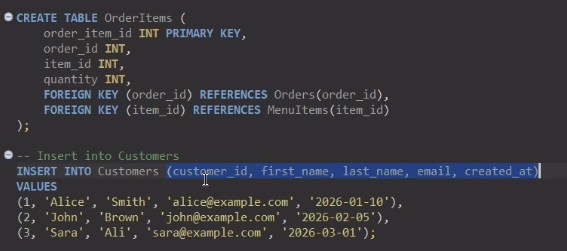 CREATE TABLE OrderItems (
    order_item_id INT PRIMARY KEY,
    order_id INT,
    item_id INT,
    quantity INT,
    FOREIGN KEY (order_id) REFERENCES Orders(order_id),
    FOREIGN KEY (item_id) REFERENCES MenuItems(item_id)
);
-- Insert into Customers
INSERT INTO Customers (customer_id, first_name, last_name, email, created_at)
VALUES
(1, 'Alice', 'Smith', 'alice@example.com', '2026-01-10'),
(2, 'John', 'Brown', 'john@example.com', '2026-02-05'),
(3, 'Sara', 'Ali', 'sara@example.com', '2026-03-01');